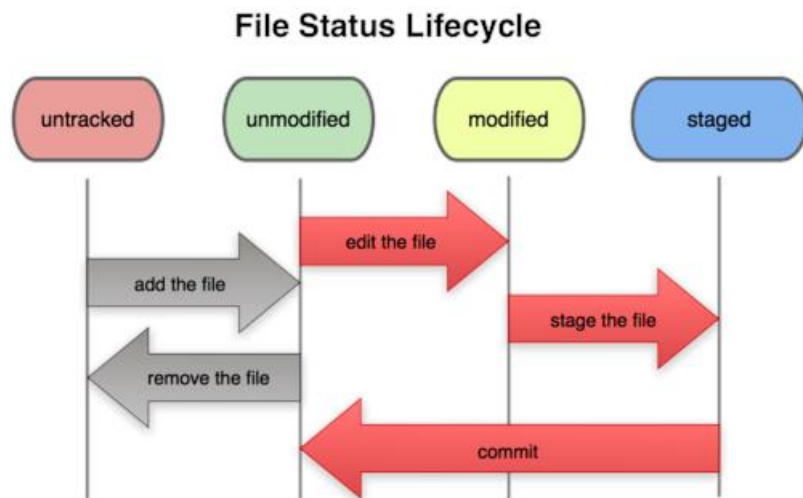 File Status Lifecycle
untracked
unmodified
modified
staged
edit the file
add the file
stage the file
remove the file
commit